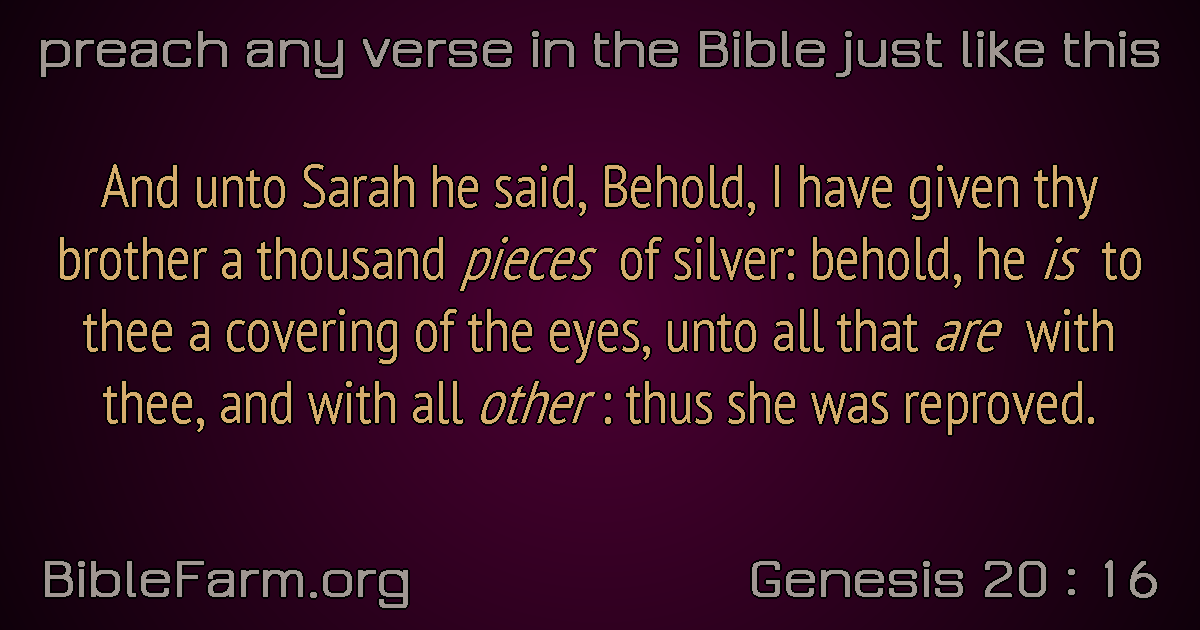 preach any verse in the Bible just like this
And unto Sarah he said, Behold, I have given thy
brother a thousand pieces of silver: behold, he is to
thee a covering of the eyes, unto all that are with
thee, and with all other : thus she was reproved.
BibleFarm.org
Genesis 20 : 16